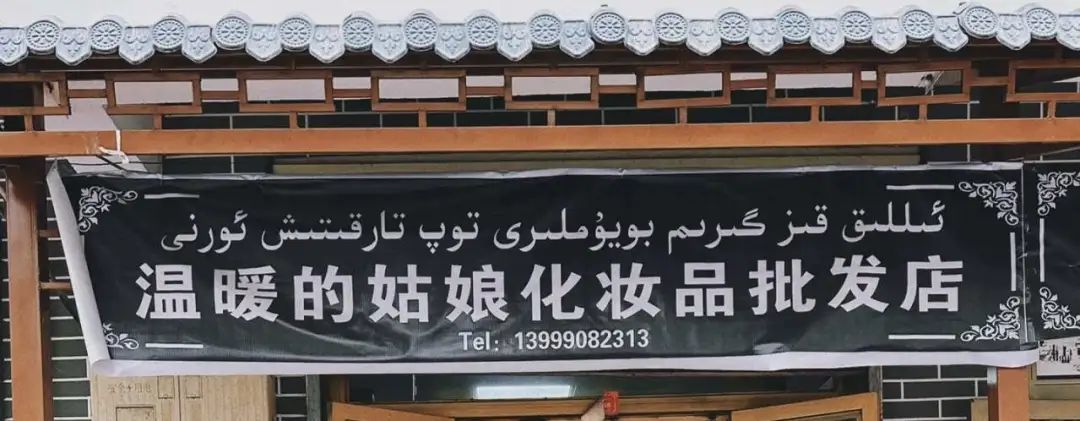 ئىللىق قىز گىرىم بويۇملىرى توپ تارقىتىش ئورنى
温暖的姑娘化妆品批发店
Tel: 13999082313